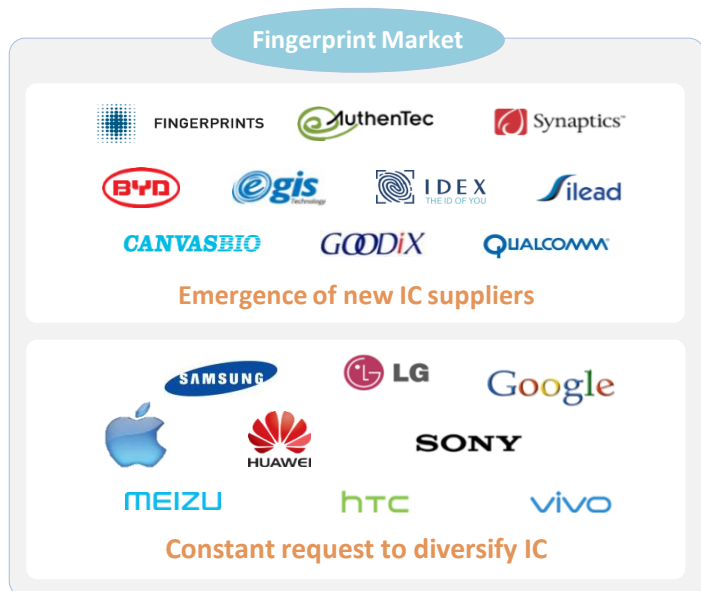 Fingerprint Market
FINGERPRINTS AuthenTec Synaptics™
BYD egis Technology IDEX THE ID OF YOU Silead
CANVASBIO GOODiX QUALCOMM®
Emergence of new IC suppliers
SAMSUNG LG Google
HUAWEI SONY
MEIZU hTC vivo
Constant request to diversify IC